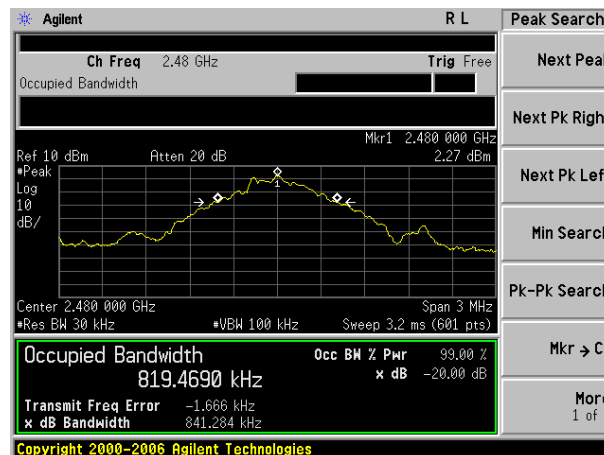 Agilent R L Peak Search
Ch Freq 2.48 GHz Trig Free
Occupied Bandwidth
Next Peak
Next Pk Right
Mkr1 2.480 000 GHz
Ref 10 dBm Atten 20 dB 2.27 dBm
#Peak
Log
10
dB/
1
Next Pk Left
Min Search
Pk-Pk Search
Center 2.480 000 GHz Span 3 MHz
#Res BW 30 kHz #VBW 100 kHz Sweep 3.2 ms (601 pts)
Occupied Bandwidth
819.4690 kHz
Occ BW % Pwr 99.00 %
x dB -20.00 dB
Transmit Freq Error -1.666 kHz
x dB Bandwidth 841.284 kHz
Mkr → C
More
1 of
Copyright 2000-2006 Agilent Technologies